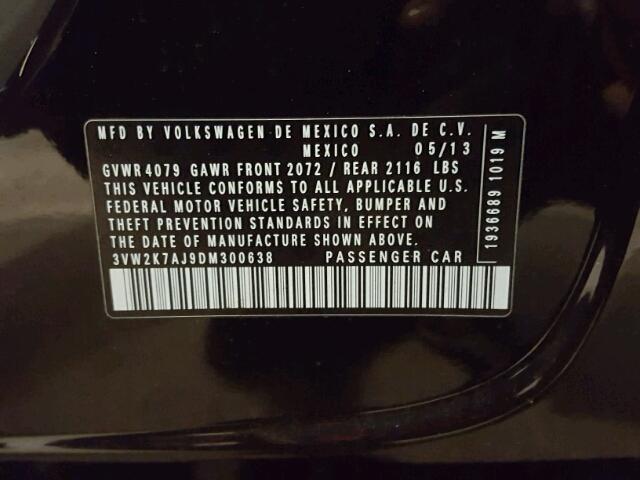 MFD BY VOLKSWAGEN DE MEXICO S.A. DE C.V.
MEXICO 05/13
GVWR 4079 GAWR FRONT 2072 / REAR 2116 LBS
THIS VEHICLE CONFORMS TO ALL APPLICABLE U.S.
FEDERAL MOTOR VEHICLE SAFETY, BUMPER AND
THEFT PREVENTION STANDARDS IN EFFECT ON
THE DATE OF MANUFACTURE SHOWN ABOVE.
3VW2K7AJ9DM300638 PASSENGER CAR
1936689 1019 M